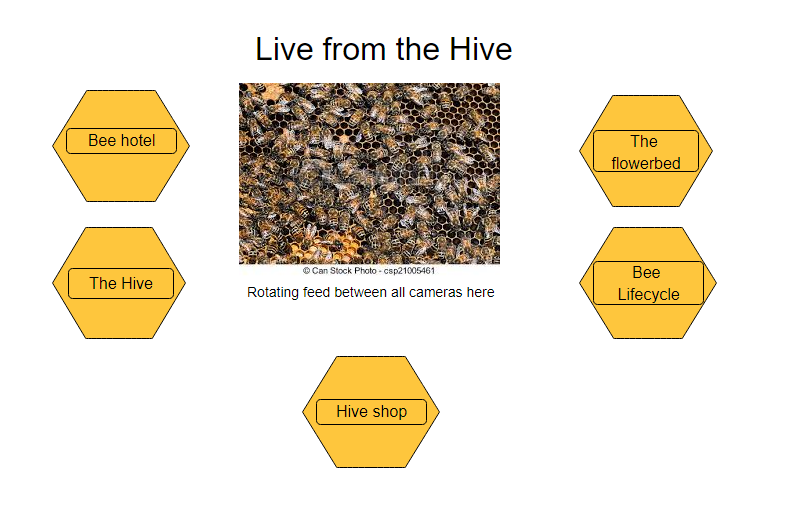 Live from the Hive
Bee hotel
The
flowerbed
© Can Stock Photo - csp21005461
The Hive
Rotating feed between all cameras here
Bee
Lifecycle
Hive shop